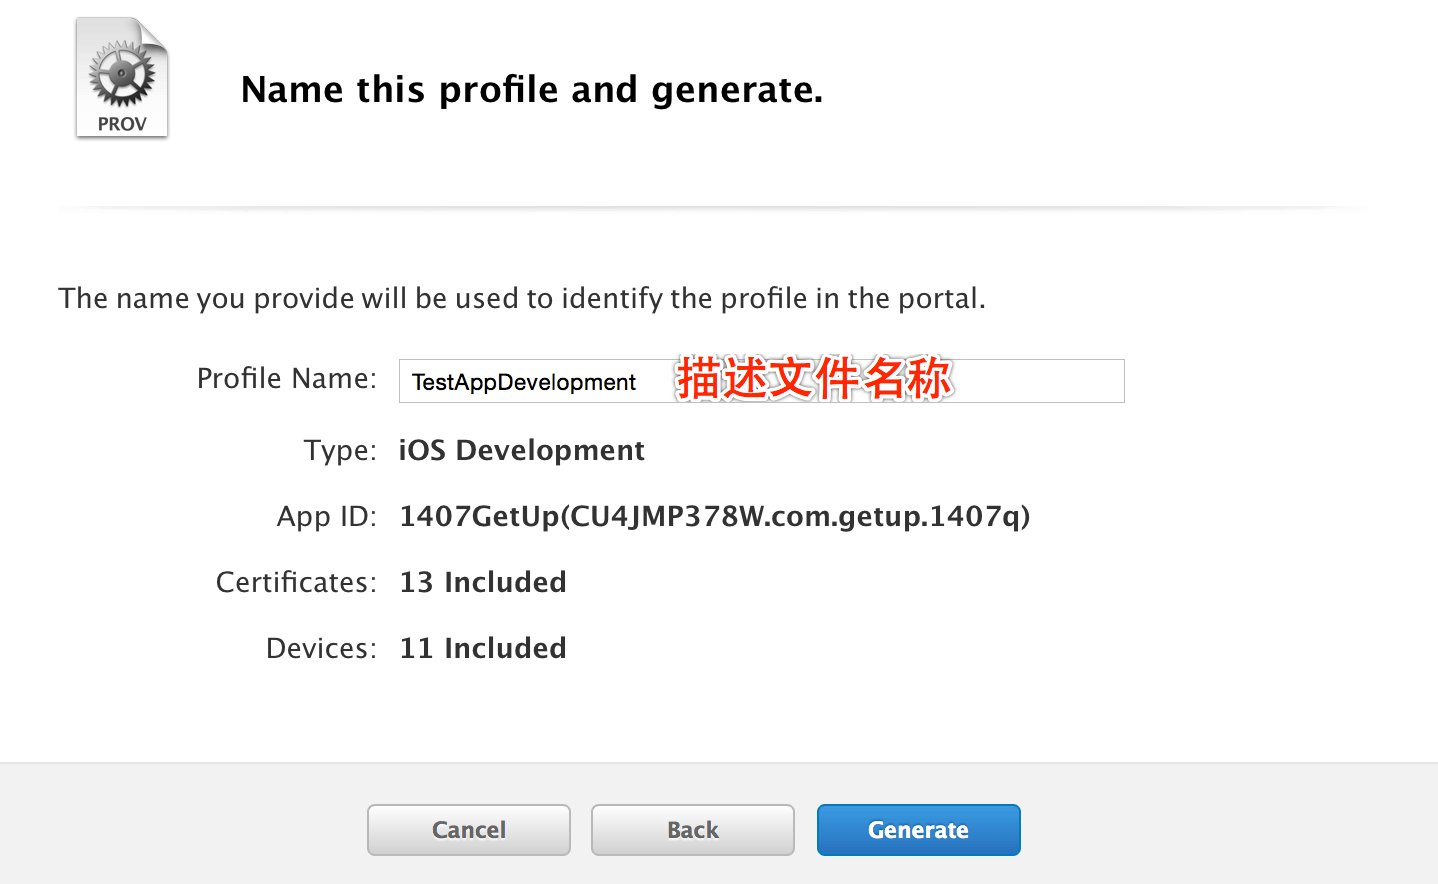 PROV
Name this profile and generate.
The name you provide will be used to identify the profile in the portal.
Profile Name: TestAppDevelopment 描述文件名称
Type: iOS Development
App ID: 1407GetUp(CU4JMP378W.com.getup.1407q)
Certificates: 13 Included
Devices: 11 Included
Cancel Back Generate